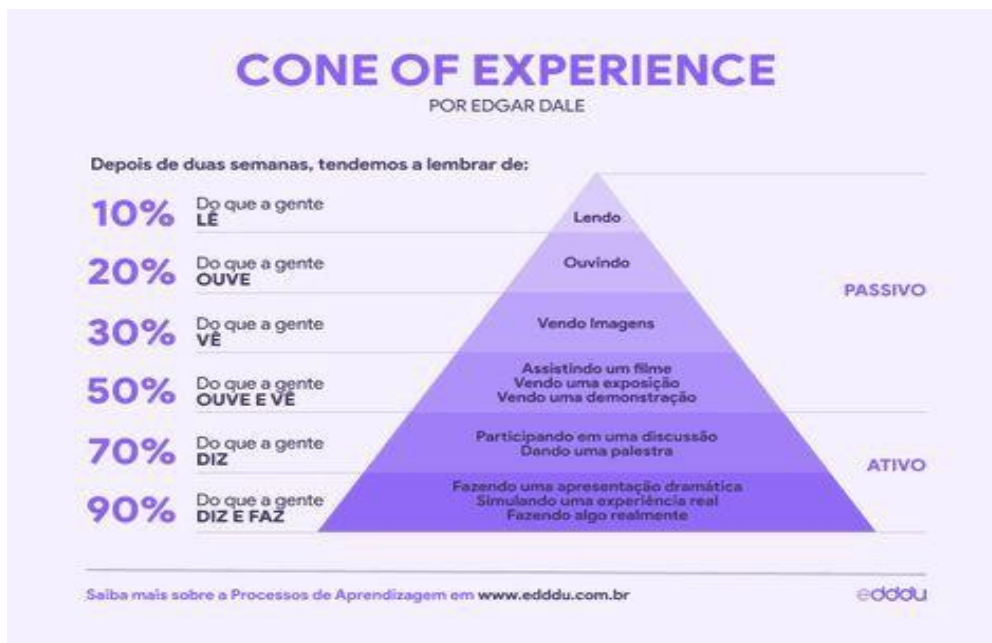 CONE OF EXPERIENCE
POR EDGAR DALE
Depois de duas semanas, tendemos a lembrar de:
10%
Do que a gente
LÊ
Lendo
20%
Do que a gente
OUVE
Ouvindo
30%
Do que a gente
VÊ
Vendo Imagens
PASSIVO
50%
Do que a gente
OUVE E VÊ
Assistindo um filme
Vendo uma exposição
Vendo uma demonstração
70%
Do que a gente
DIZ
Participando em uma discussão
Dando uma palestra
ATIVO
90%
Do que a gente
DIZ E FAZ
Fazendo uma apresentação dramática
Simulando uma experiência real
Fazendo algo realmente
Saiba mais sobre a Processos de Aprendizagem em www.edddu.com.br
edddu